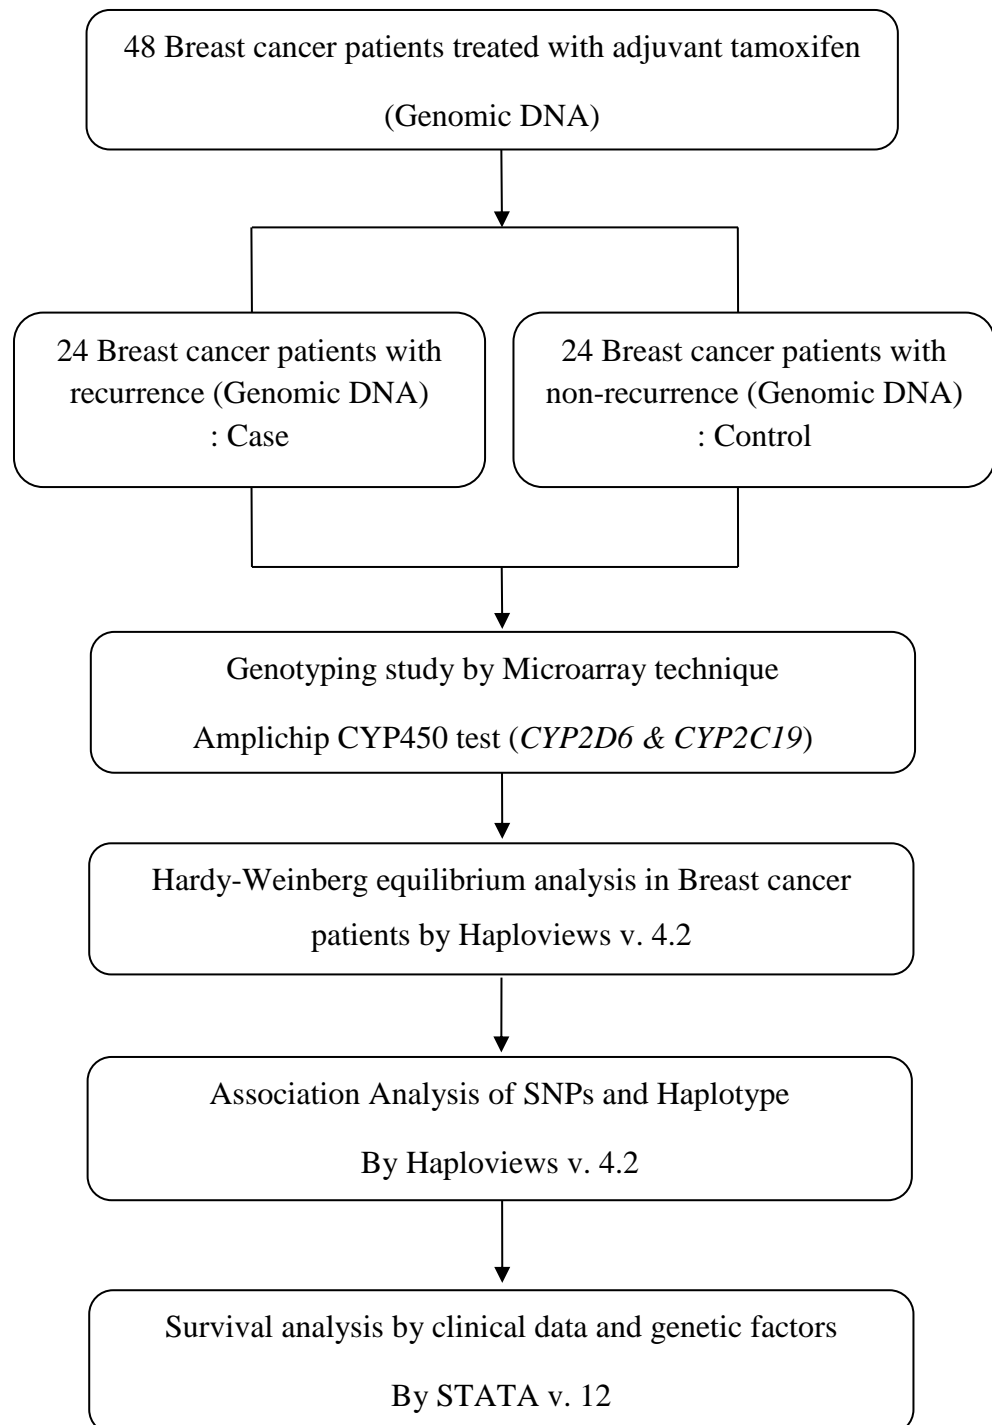 48 Breast cancer patients treated with adjuvant tamoxifen
(Genomic DNA)
24 Breast cancer patients with
recurrence (Genomic DNA)
: Case
24 Breast cancer patients with
non-recurrence (Genomic DNA)
: Control
Genotyping study by Microarray technique
Amplichip CYP450 test (CYP2D6 & CYP2C19)
Hardy-Weinberg equilibrium analysis in Breast cancer
patients by Haploviews v. 4.2
Association Analysis of SNPs and Haplotype
By Haploviews v. 4.2
Survival analysis by clinical data and genetic factors
By STATA v. 12